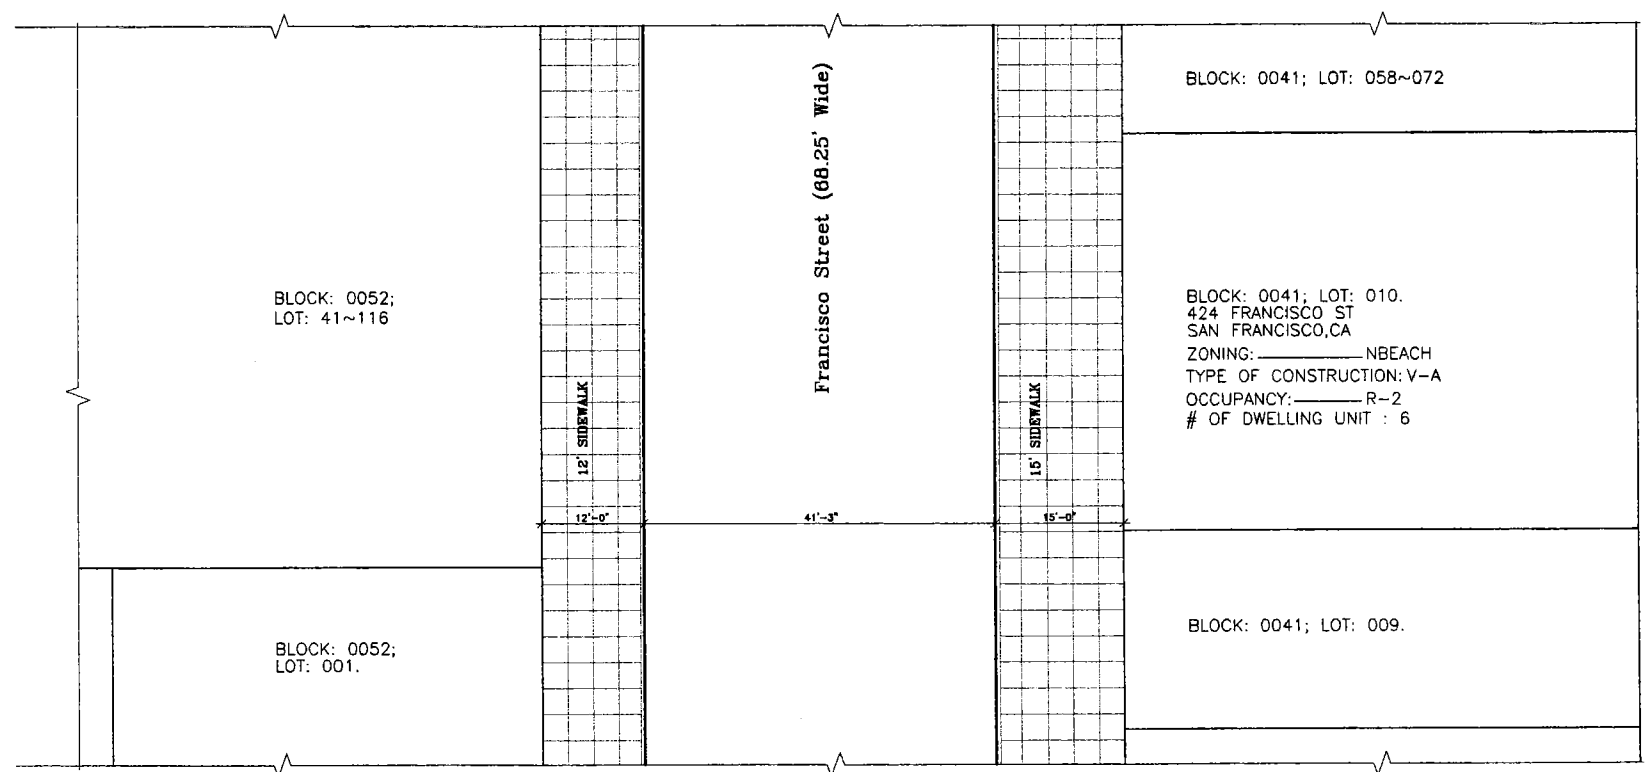 BLOCK: 0041; LOT: 058~072
Francisco Street (68.25' Wide)
BLOCK: 0052;
LOT: 41~116
BLOCK: 0041; LOT: 010.
424 FRANCISCO ST
SAN FRANCISCO,CA
ZONING: NBEACH
TYPE OF CONSTRUCTION: V-A
OCCUPANCY: R-2
# OF DWELLING UNIT : 6
12' SIDEWALK
15' SIDEWALK
12'-0"
41'-3"
15'-0"
BLOCK: 0052;
LOT: 001.
BLOCK: 0041; LOT: 009.